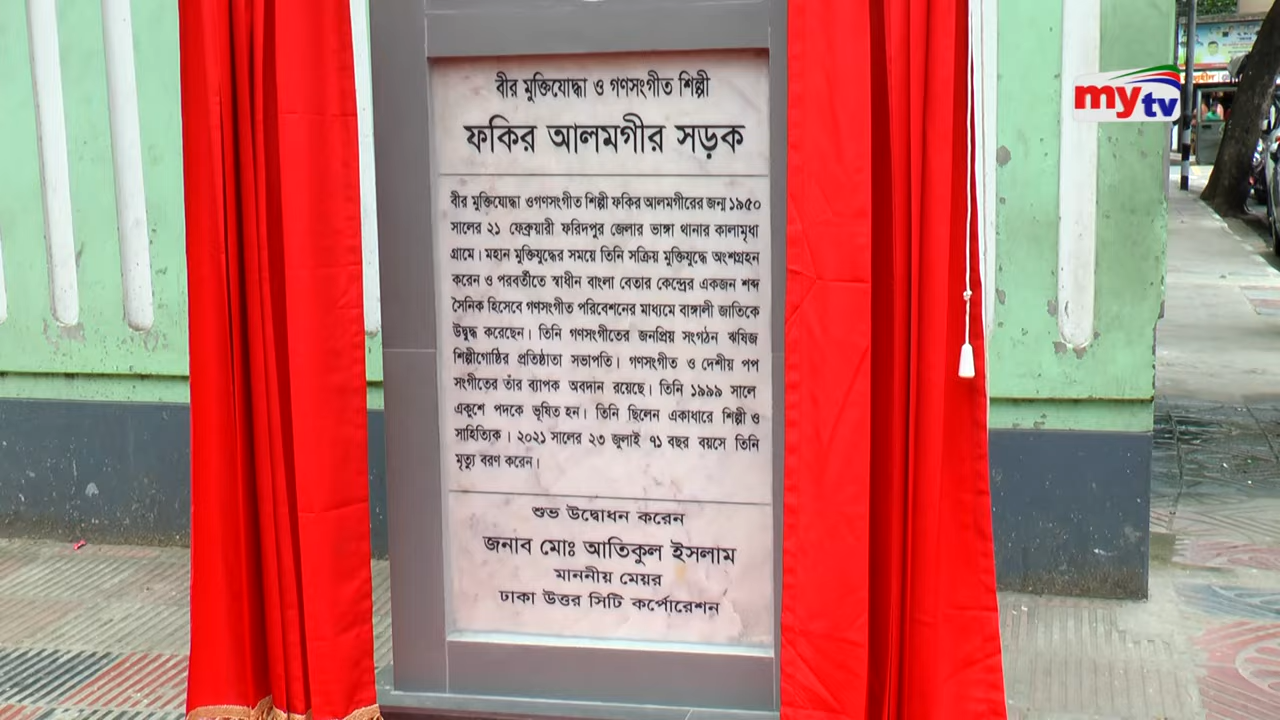 বীর মুক্তিযোদ্ধা ও গণসংগীত শিল্পী
ফকির আলমগীর সড়ক
বীর মুক্তিযোদ্ধা ওগণসংগীত শিল্পী ফকির আলমগীরের জন্ম ১৯৫০
সালের ২১ ফেব্রুয়ারী ফরিদপুর জেলার ভাঙ্গা থানার কালামৃধা
গ্রামে। মহান মুক্তিযুদ্ধের সময়ে তিনি সক্রিয় মুক্তিযুদ্ধে অংশগ্রহন
করেন ও পরবর্তীতে স্বাধীন বাংলা বেতার কেন্দ্রের একজন শব্দ
সৈনিক হিসেবে গণসংগীত পরিবেশনের মাধ্যমে বাঙ্গালী জাতিকে
উদ্বুদ্ধ করেছেন। তিনি গণসংগীতের জনপ্রিয় সংগঠন ঋষিজ
শিল্পীগোষ্ঠির প্রতিষ্ঠাতা সভাপতি। গণসংগীত ও দেশীয় পপ
সংগীতের তাঁর ব্যাপক অবদান রয়েছে। তিনি ১৯৯৯ সালে
একুশে পদকে ভূষিত হন। তিনি ছিলেন একাধারে শিল্পী ও
সাহিত্যিক। ২০২১ সালের ২৩ জুলাই ৭১ বছর বয়সে তিনি
মৃত্যু বরণ করেন।
শুভ উদ্বোধন করেন
জনাব মোঃ আতিকুল ইসলাম
মাননীয় মেয়র
ঢাকা উত্তর সিটি কর্পোরেশন
mytv